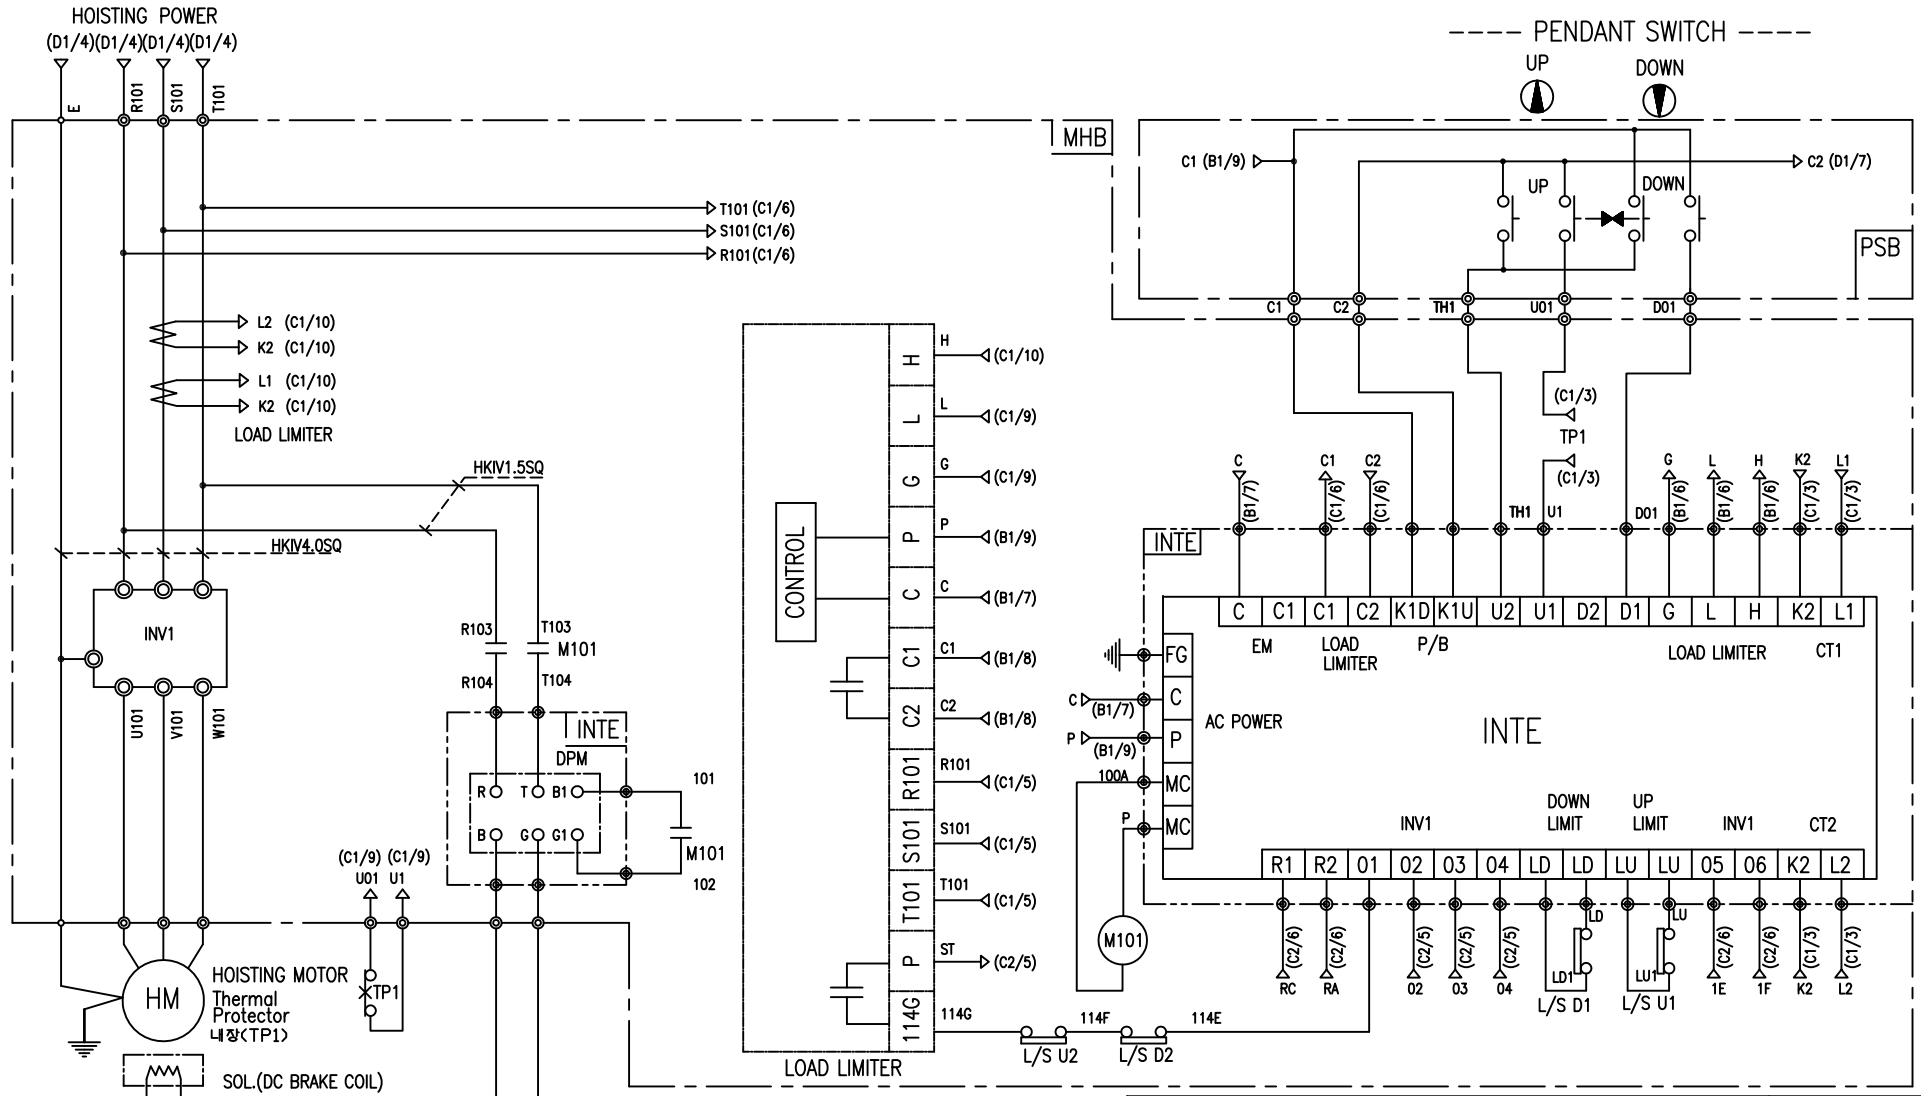 HOISTING POWER
(D1/4)(D1/4)(D1/4)(D1/4)
E
R101
S101
T101
MHB
T101 (C1/6)
S101 (C1/6)
R101 (C1/6)
L2 (C1/10)
K2 (C1/10)
L1 (C1/10)
K2 (C1/10)
LOAD LIMITER
HKIV1.5SQ
HKIV4.0SQ
INV1
U101
V101
W101
R103
T103
M101
R104
T104
INTE
DPM
R
T
B1
B
G
G1
101
M101
102
(C1/9) (C1/9)
U01 U1
TP1
HM
HOISTING MOTOR
Thermal
Protector
내장(TP1)
SOL.(DC BRAKE COIL)
CONTROL
H
H
(C1/10)
L
L
(C1/9)
G
G
(C1/9)
P
P
(B1/9)
C
C
(B1/7)
C1
C1
(B1/8)
C2
C2
(B1/8)
R101
R101
(C1/5)
S101
S101
(C1/5)
T101
T101
(C1/5)
P
ST
(C2/5)
114G
114G
LOAD LIMITER
L/S U2
114F
L/S D2
114E
PENDANT SWITCH
UP
DOWN
C1 (B1/9)
C2 (D1/7)
UP
DOWN
PSB
C1
C2
TH1
U01
D01
(C1/3)
TP1
(C1/3)
C
(B1/7)
C1
(C1/6)
C2
(C1/6)
TH1
U1
D01
G
(B1/6)
L
(B1/6)
H
(B1/6)
K2
(C1/3)
L1
(C1/3)
INTE
C C1 C1 C2 K1D K1U U2 U1 D2 D1 G L H K2 L1
EM
LOAD
LIMITER
P/B
LOAD LIMITER
CT1
FG
C
(B1/7)
C
P
(B1/9)
P
AC POWER
INTE
100A
MC
P
MC
M101
INV1
DOWN
LIMIT
UP
LIMIT
INV1
CT2
R1 R2 O1 O2 O3 O4 LD LD LU LU O5 O6 K2 L2
(C2/6)
RC
(C2/6)
RA
(C2/5)
02
(C2/5)
03
(C2/5)
04
LD
LD1
L/S D1
LU
LU1
L/S U1
(C2/6)
1E
(C2/6)
1F
(C1/3)
K2
(C1/3)
L2